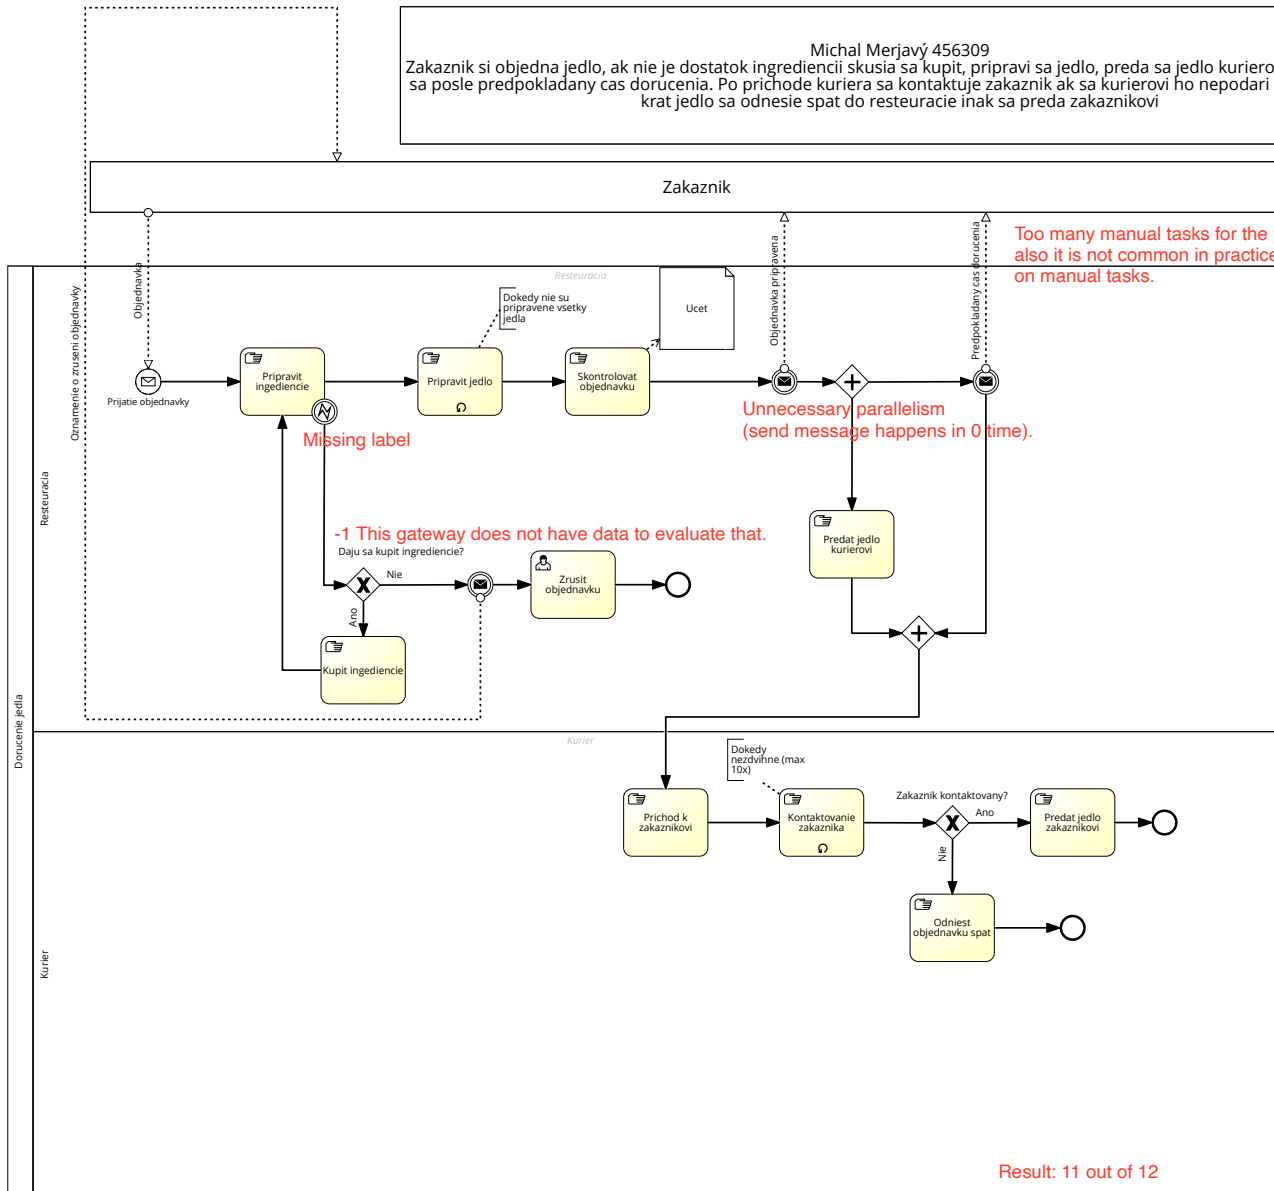 Michal Merjavý 456309
Zakaznik si objedna jedlo, ak nie je dostatok ingrediencii skusia sa kupit, pripravi sa jedlo, preda sa jedlo kuriero
sa posle predpokladany cas dorucenia. Po prichode kuriera sa kontaktuje zakaznik ak sa kurierovi ho nepodari
krat jedlo sa odnesie spat do resteuracie inak sa preda zakaznikovi
Zakaznik
Too many manual tasks for the
also it is not common in practice
on manual tasks.
Oznamenie o zruseni objednavky
Objednavka
Objednavka pripravena
Predpokladany cas dorucenia
Resteuracia
Dokedy nie su
pripravene vsetky
jedla
Ucet
Prijatie objednavky
Pripravit
ingediencie
Pripravit jedlo
Skontrolovat
objednavku
Missing label
Unnecessary parallelism
(send message happens in 0 time).
Resteuracia
-1 This gateway does not have data to evaluate that.
Daju sa kupit ingrediencie?
Nie
Ano
Zrusit
objednavku
Predat jedlo
kurierovi
Kupit ingediencie
Dorucenie jedla
Kurier
Dokedy
nezdvihne (max
10x)
Prichod k
zakaznikovi
Kontaktovanie
zakaznika
Zakaznik kontaktovany?
Ano
Nie
Predat jedlo
zakaznikovi
Odniest
objednavku spat
Kurier
Result: 11 out of 12